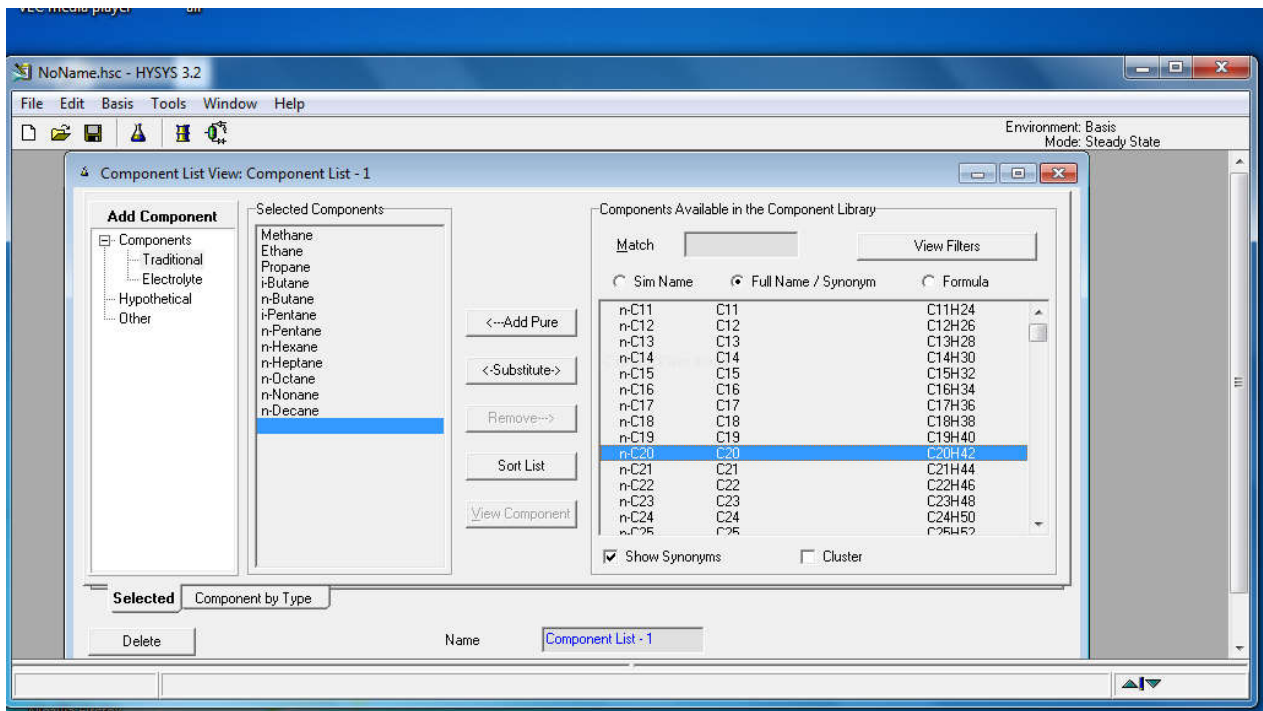 VLC media player
NoName.hsc - HYSYS 3.2
File Edit Basis Tools Window Help
Environment: Basis
Mode: Steady State
Component List View: Component List - 1
Add Component
Components
Traditional
Electrolyte
Hypothetical
Other
Selected Components
Methane
Ethane
Propane
i-Butane
n-Butane
i-Pentane
n-Pentane
n-Hexane
n-Heptane
n-Octane
n-Nonane
n-Decane
<---Add Pure
<-Substitute->
Remove--->
Sort List
View Component
Components Available in the Component Library
Match
View Filters
Sim Name Full Name / Synonym Formula
n-C11 C11 C11H24
n-C12 C12 C12H26
n-C13 C13 C13H28
n-C14 C14 C14H30
n-C15 C15 C15H32
n-C16 C16 C16H34
n-C17 C17 C17H36
n-C18 C18 C18H38
n-C19 C19 C19H40
n-C20 C20 C20H42
n-C21 C21 C21H44
n-C22 C22 C22H46
n-C23 C23 C23H48
n-C24 C24 C24H50
n-C25 C25 C25H52
Show Synonyms Cluster
Selected Component by Type
Delete Name Component List - 1